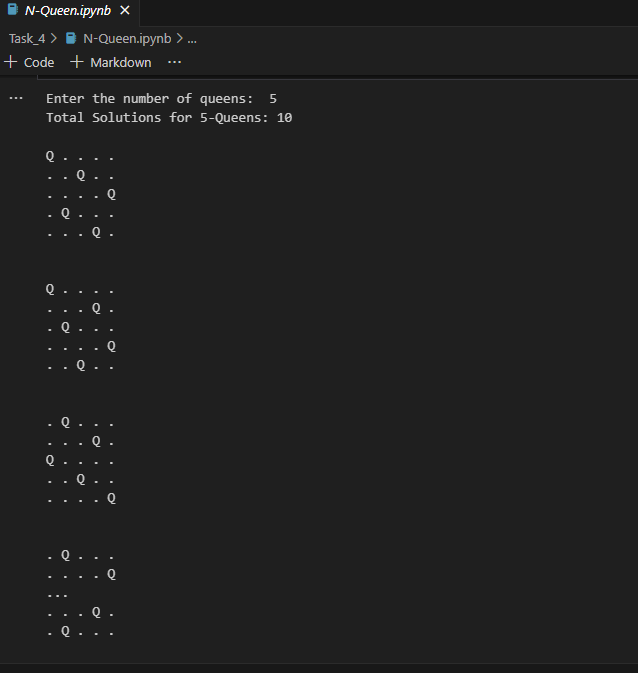 N-Queen.ipynb ×
Task_4 > N-Queen.ipynb > ...
+ Code + Markdown ...
... Enter the number of queens:  5
Total Solutions for 5-Queens: 10
Q . . . .
. . Q . .
. . . . Q
. Q . . .
. . . Q .
Q . . . .
. . . Q .
. Q . . .
. . . . Q
. . Q . .
. Q . . .
. . . Q .
Q . . . .
. . Q . .
. . . . Q
. Q . . .
. . . . Q
...
. . . Q .
. Q . . .